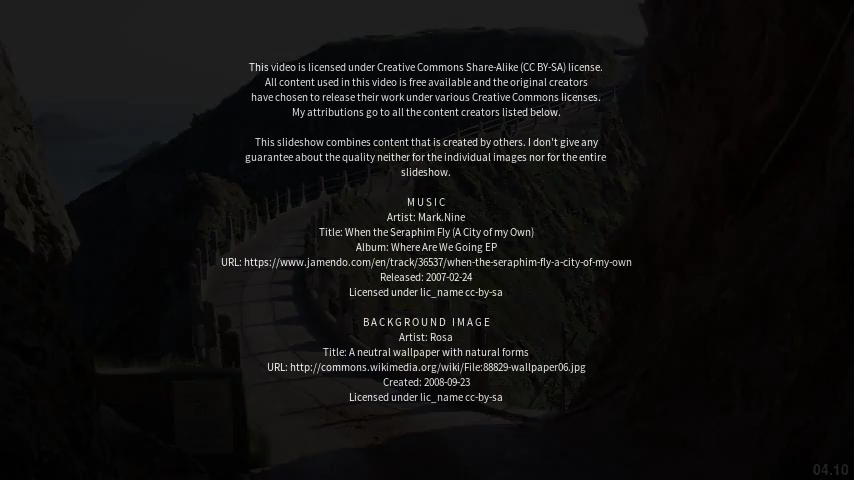 This video is licensed under Creative Commons Share-Alike (CC BY-SA) license.
All content used in this video is free available and the original creators
have chosen to release their work under various Creative Commons licenses.
My attributions go to all the content creators listed below.
This slideshow combines content that is created by others. I don't give any
guarantee about the quality neither for the individual images nor for the entire
slideshow.
MUSIC
Artist: Mark.Nine
Title: When the Seraphim Fly (A City of my Own)
Album: Where Are We Going EP
URL: https://www.jamendo.com/en/track/36537/when-the-seraphim-fly-a-city-of-my-own
Released: 2007-02-24
Licensed under lic_name cc-by-sa
BACKGROUND IMAGE
Artist: Rosa
Title: A neutral wallpaper with natural forms
URL: http://commons.wikimedia.org/wiki/File:88829-wallpaper06.jpg
Created: 2008-09-23
Licensed under lic_name cc-by-sa
04.10